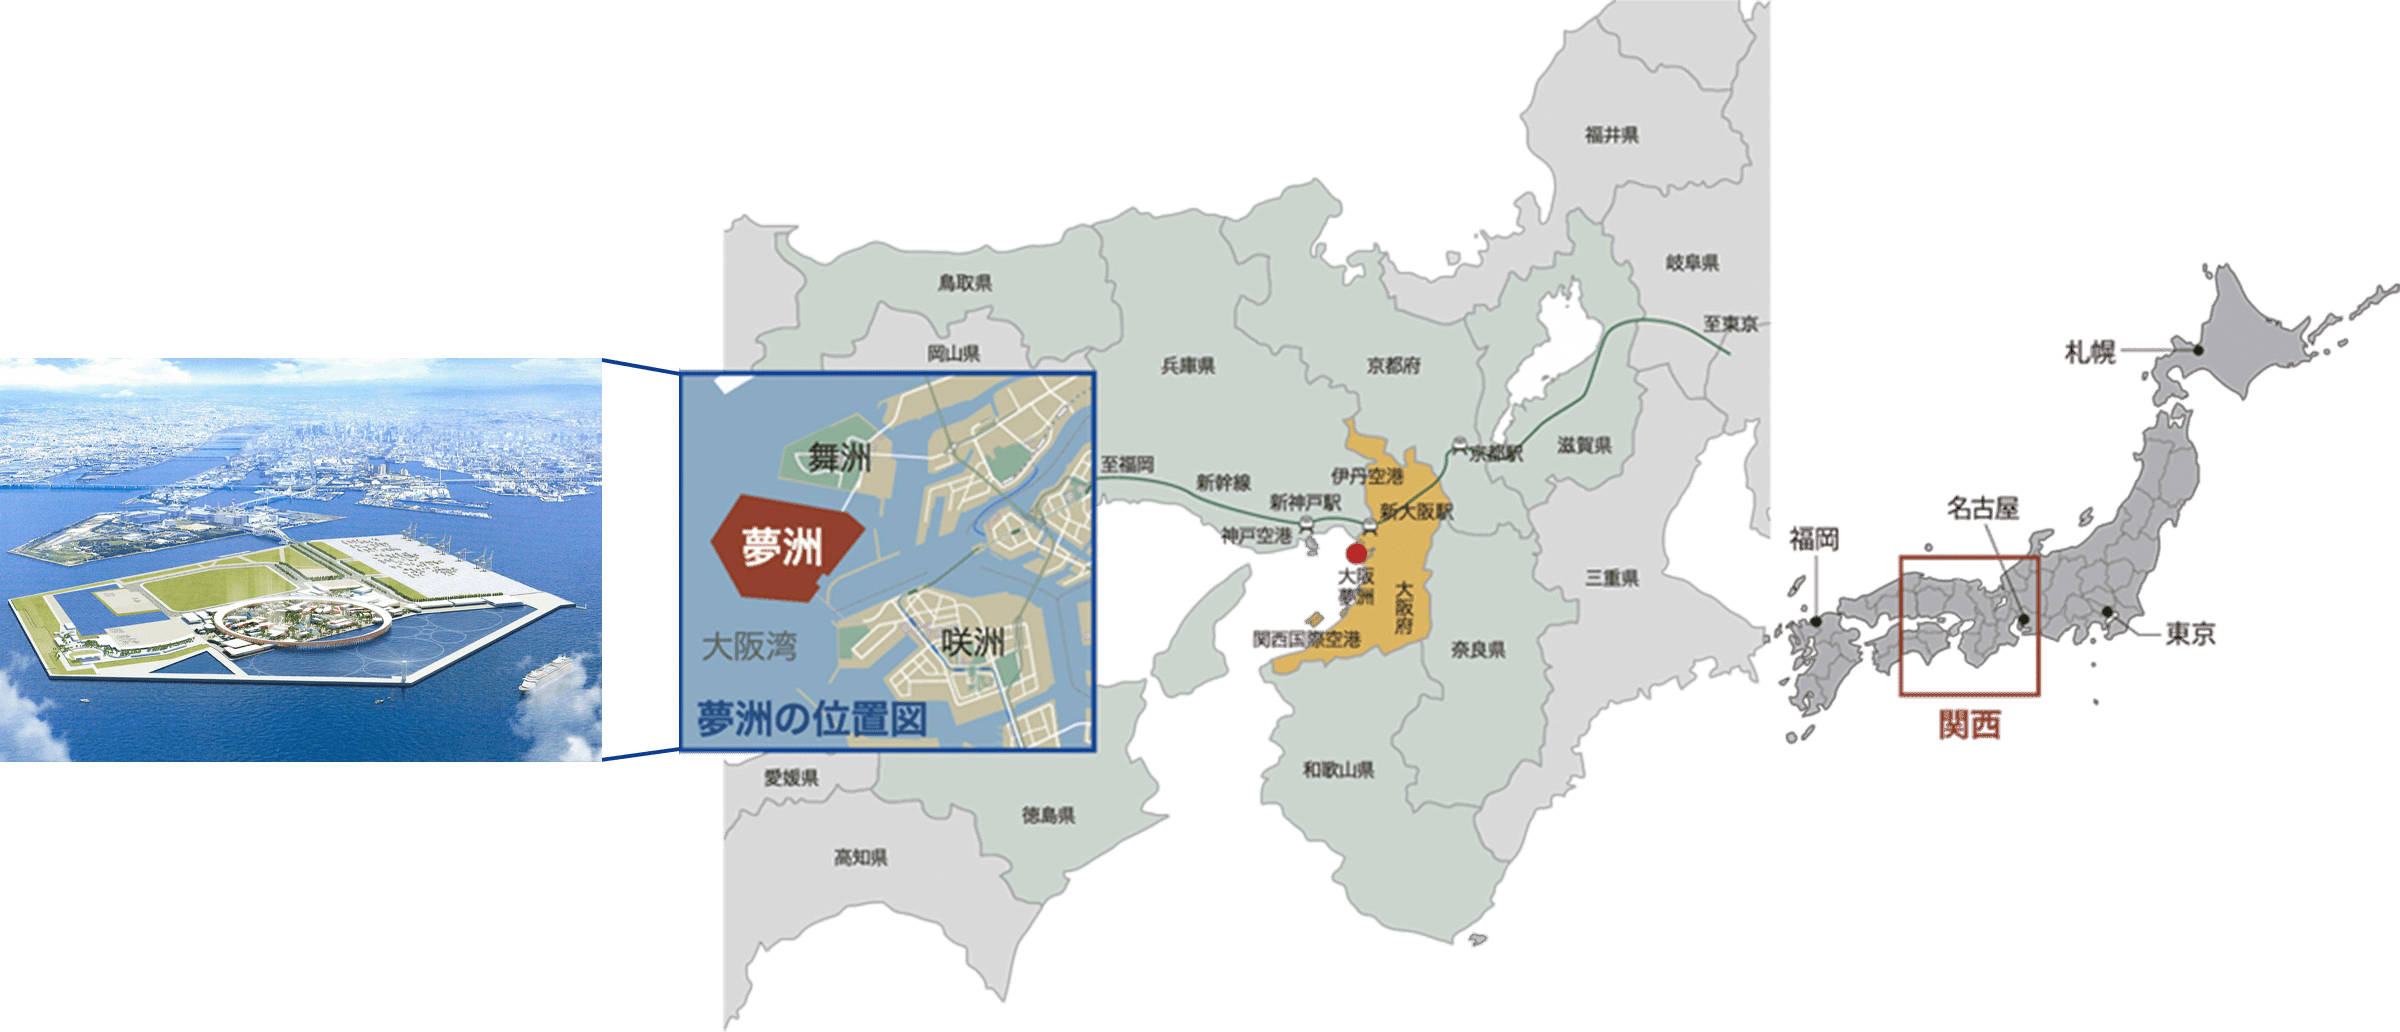 舞洲
夢洲
咲洲
大阪湾
夢洲の位置図
福井県
岐阜県
至東京
鳥取県
岡山県
兵庫県
京都府
滋賀県
京都駅
至福岡
新幹線
伊丹空港
新神戸駅
新大阪駅
神戸空港
大阪
夢洲
大阪府
三重県
関西国際空港
奈良県
和歌山県
愛媛県
徳島県
高知県
札幌
名古屋
福岡
東京
関西